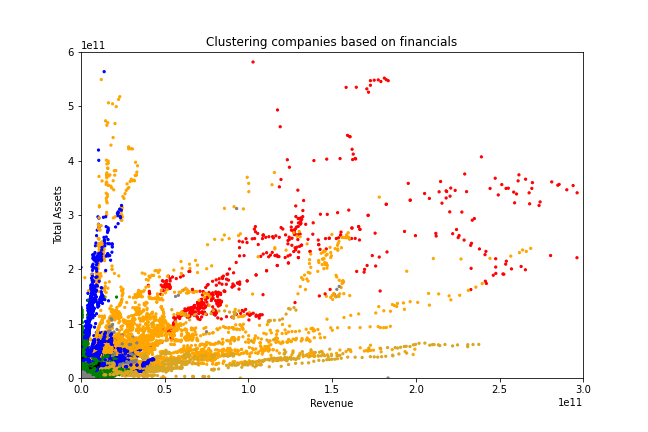 Clustering companies based on financials
1e11
6
5
4
3
2
1
0
Total Assets
0.0 0.5 1.0 1.5 2.0 2.5 3.0
Revenue
1e11